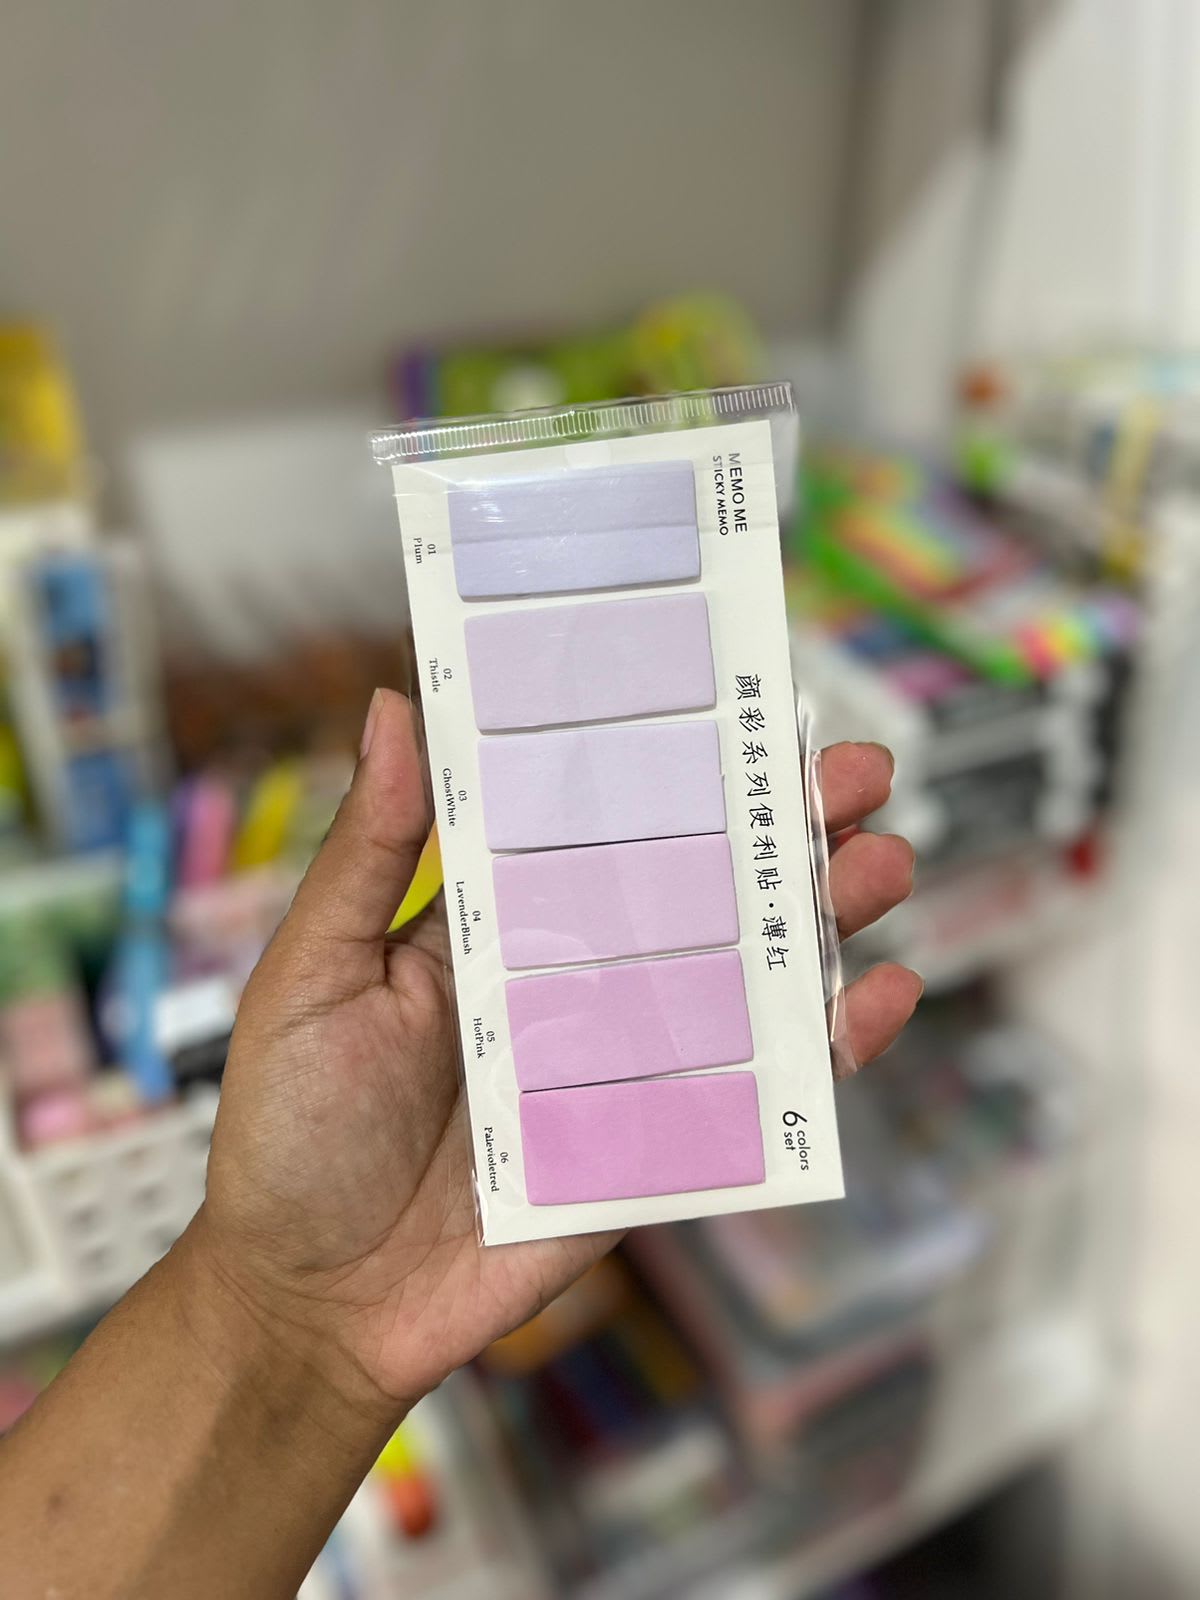 MEMO ME
STICKY MEMO
颜彩系列便利贴·薄红
6 colors
set
01
Plum
02
Thistle
03
GhostWhite
04
LavenderBlush
05
HotPink
06
Palevioletred